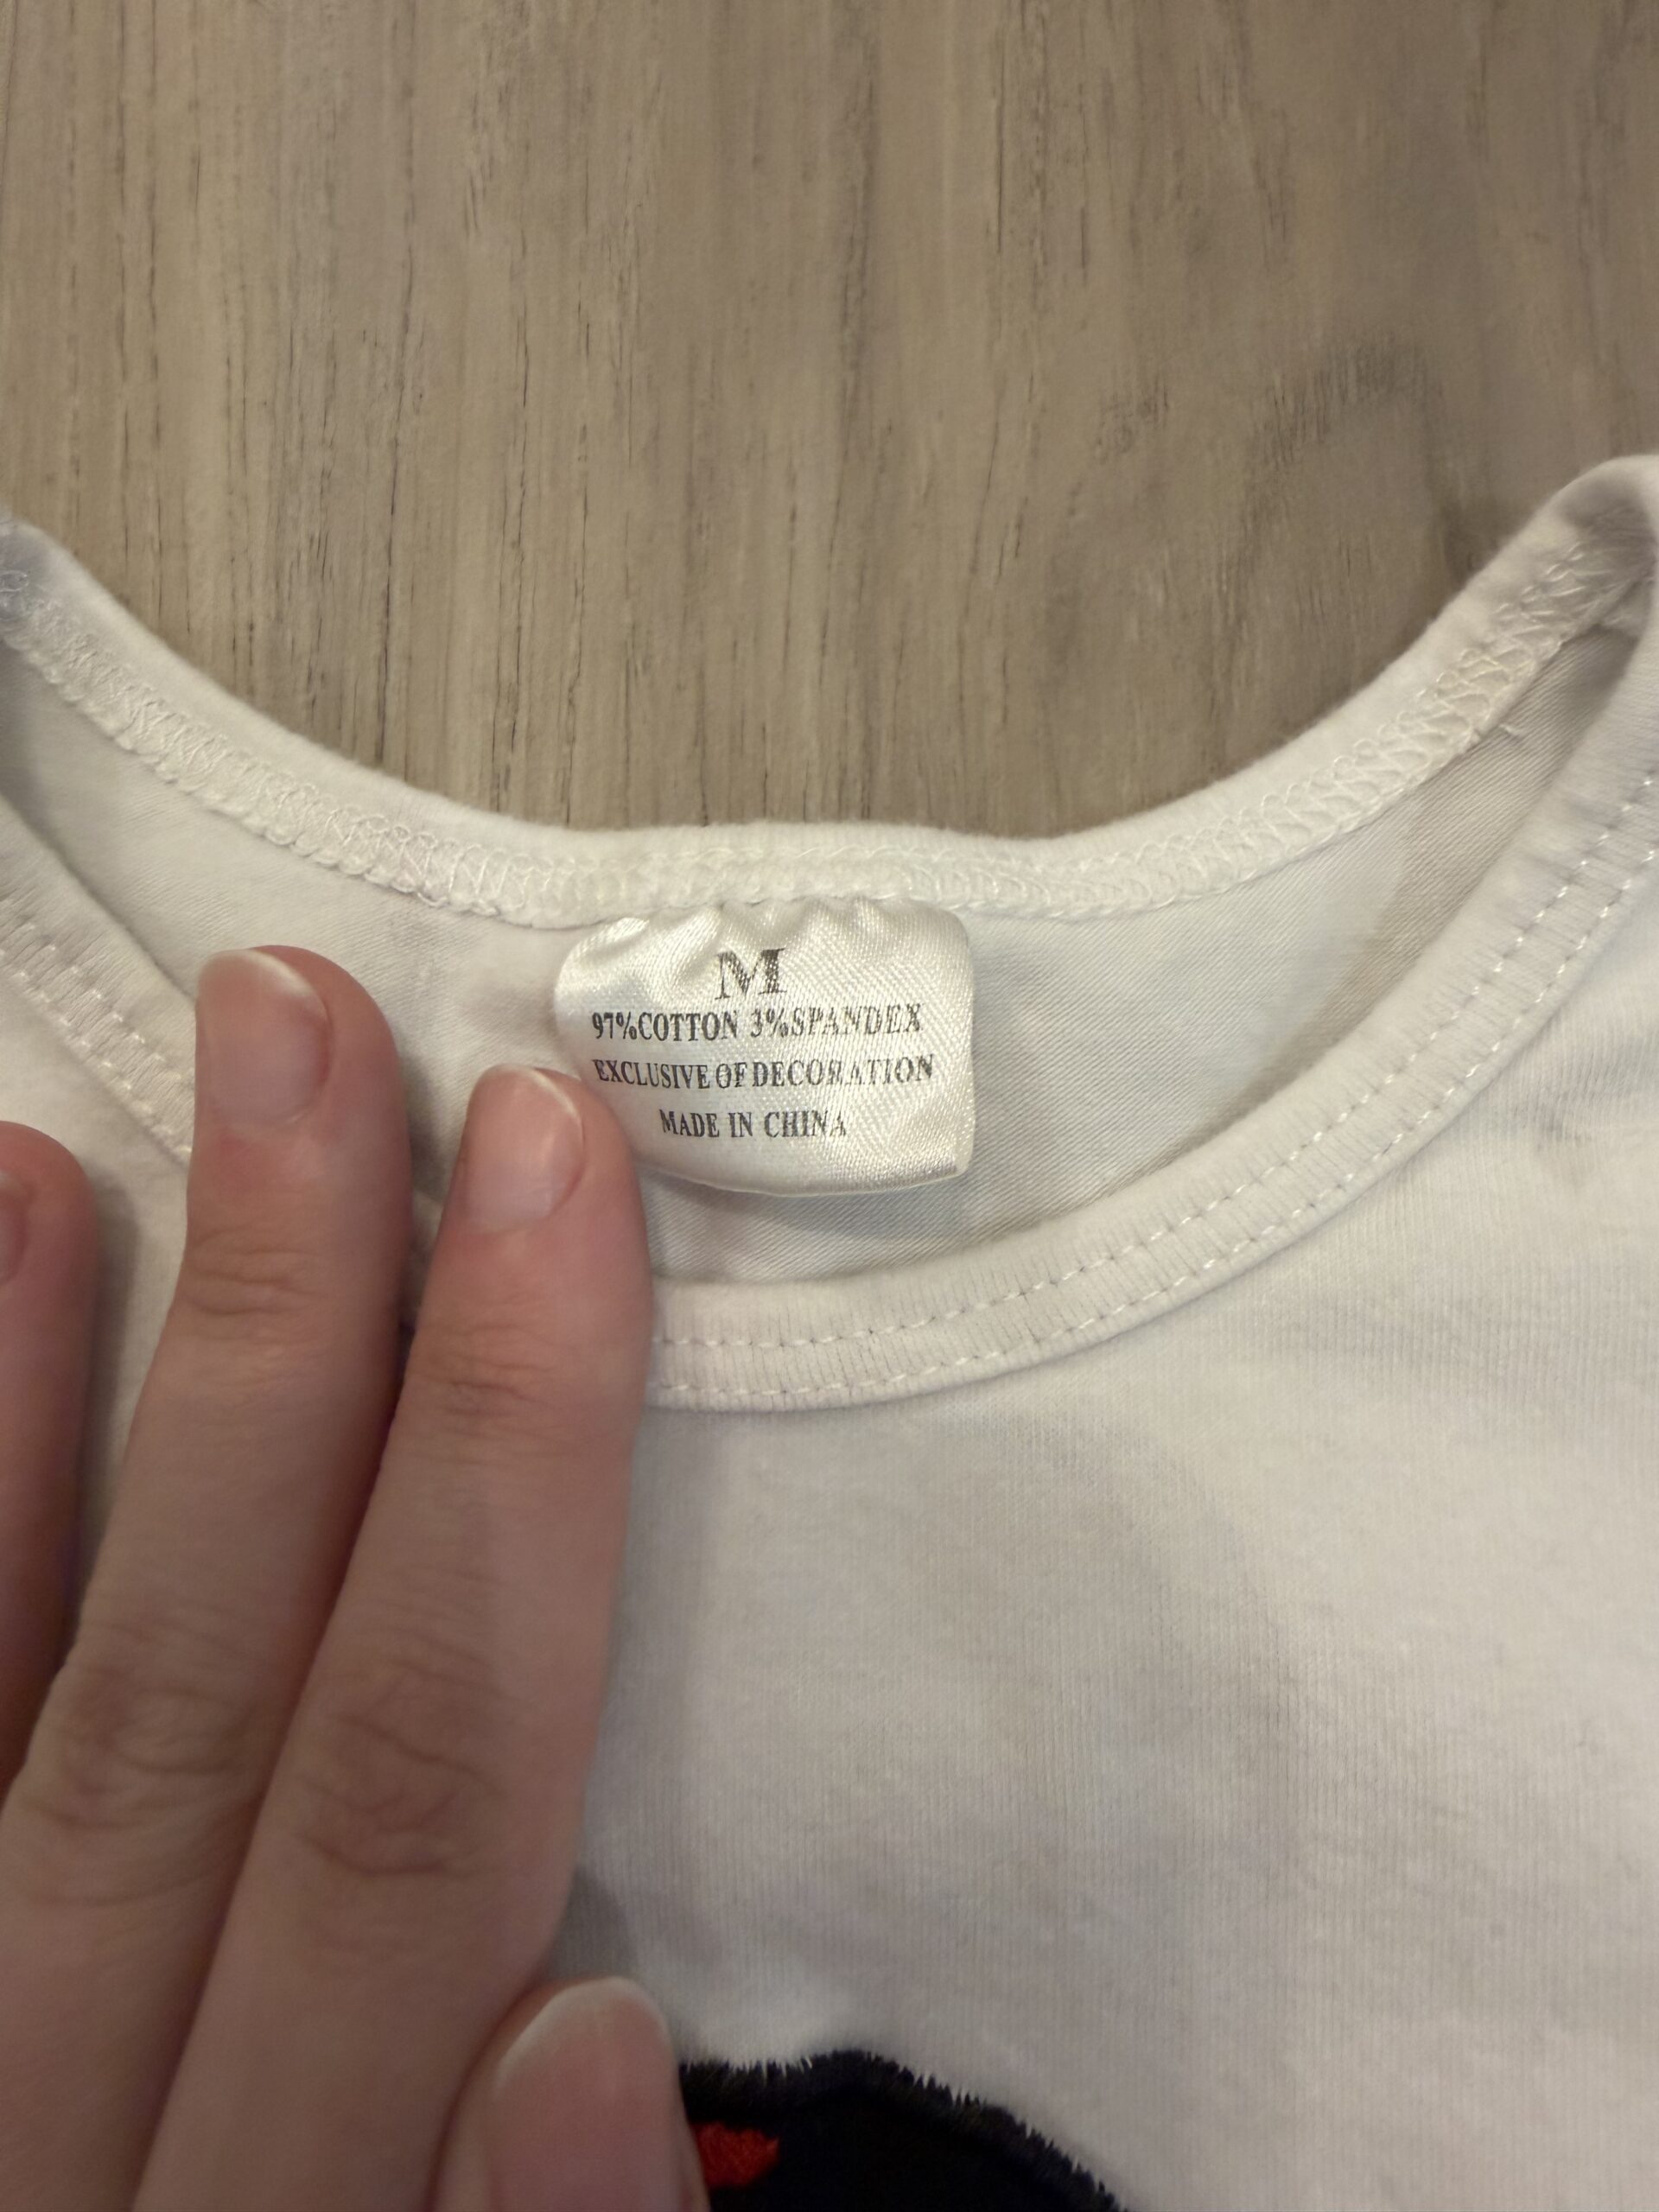 M
97%COTTON 3%SPANDEX
EXCLUSIVE OF DECORATION
MADE IN CHINA